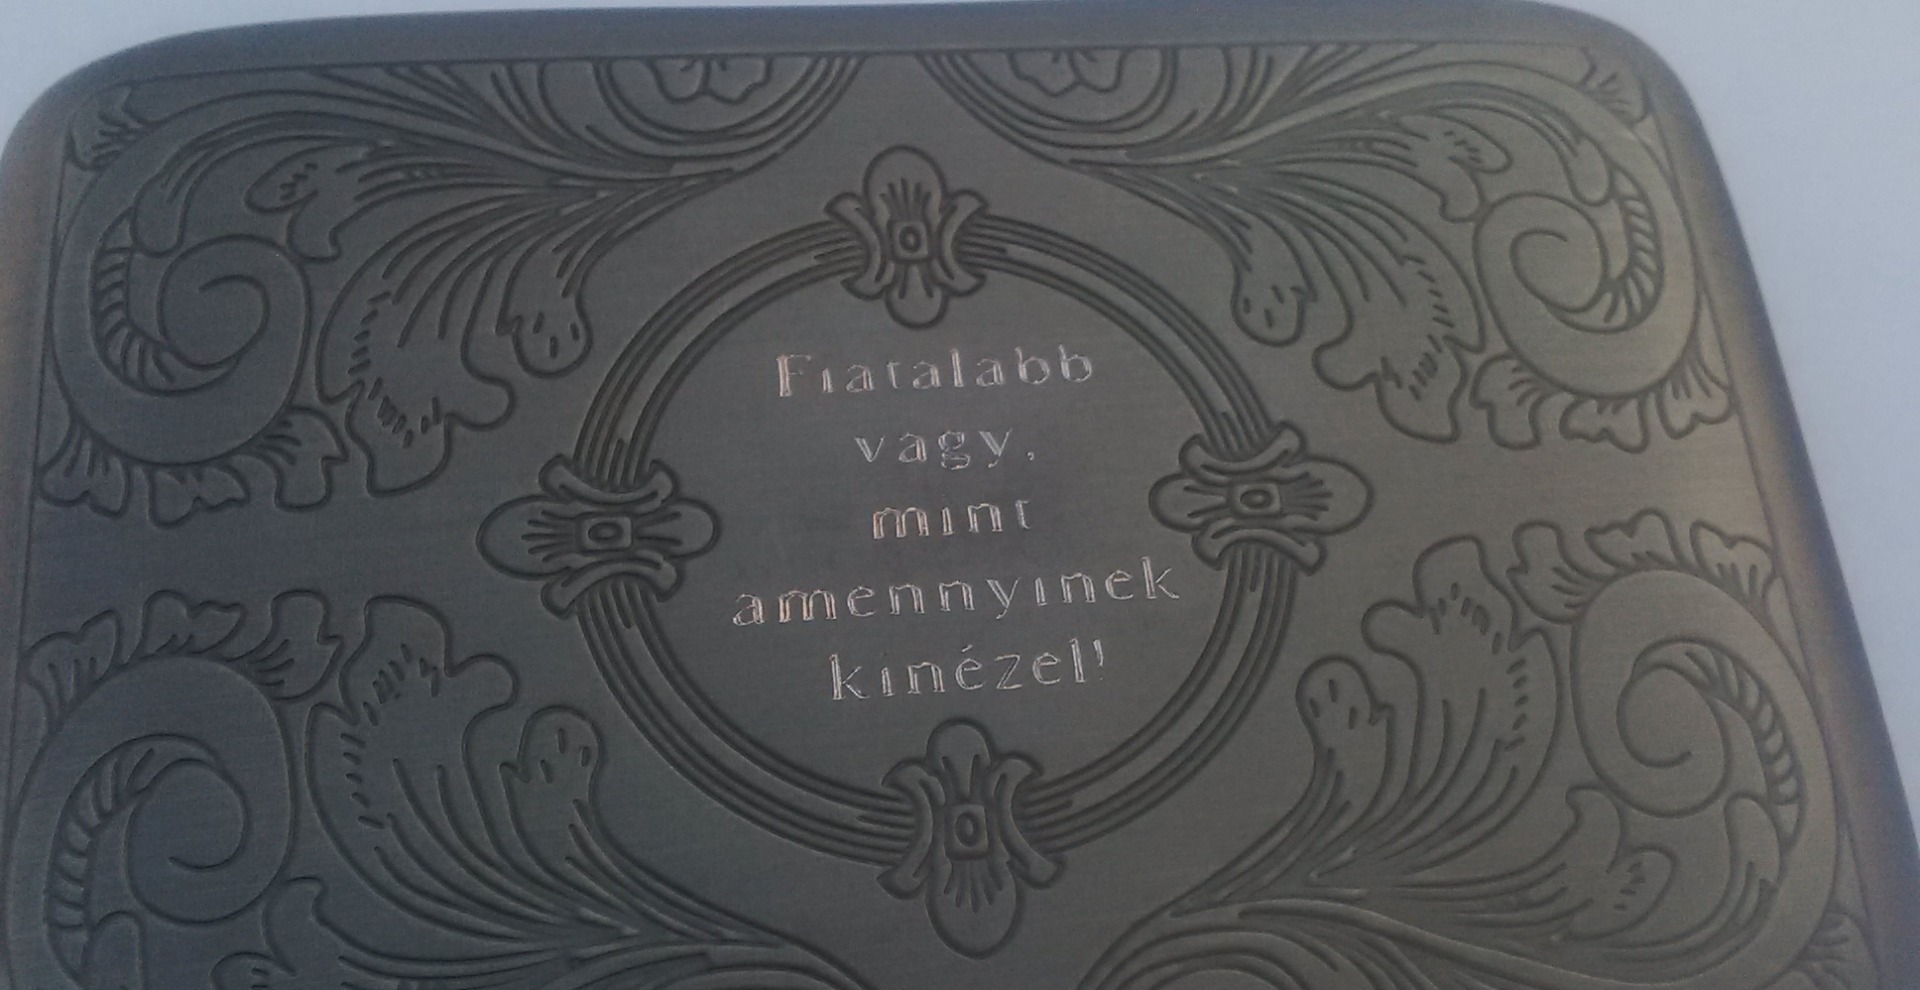 Fiatalabb
vagy,
mint
amennyinek
kinézel!